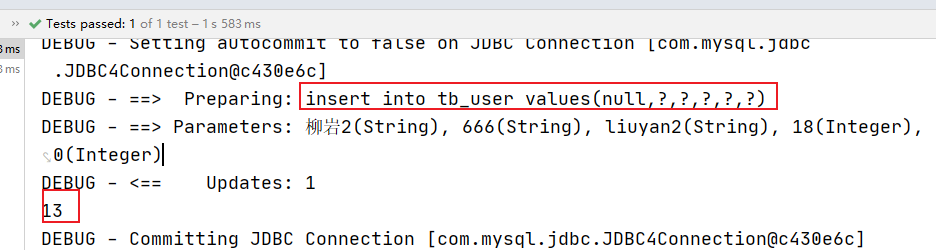 Tests passed: 1 of 1 test – 1 s 583 ms
DEBUG - Setting autocommit to false on JDBC Connection [com.mysql.jdbc
.JDBC4Connection@c430e6c]
DEBUG - ==>  Preparing: insert into tb_user values(null,?,?,?,?,?)
DEBUG - ==> Parameters: 柳岩2(String), 666(String), liuyan2(String), 18(Integer),
0(Integer)
DEBUG - <==    Updates: 1
13
DEBUG - Committing JDBC Connection [com.mysql.jdbc.JDBC4Connection@c430e6c]